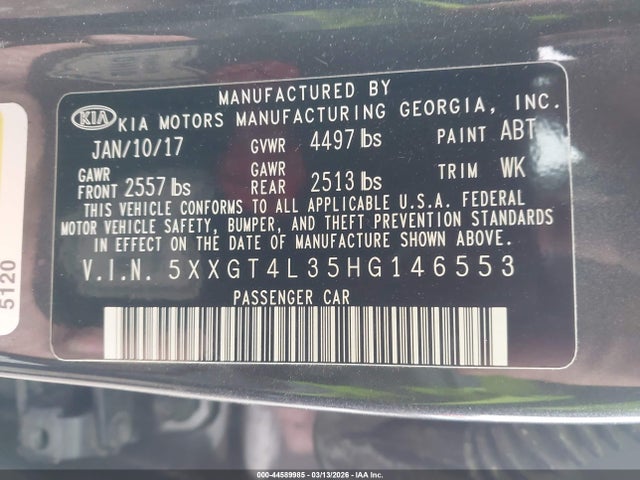 MANUFACTURED BY
KIA KIA MOTORS MANUFACTURING GEORGIA, INC.
JAN/10/17 GVWR 4497 lbs PAINT ABT
GAWR FRONT 2557 lbs GAWR REAR 2513 lbs TRIM WK
THIS VEHICLE CONFORMS TO ALL APPLICABLE U.S.A. FEDERAL
MOTOR VEHICLE SAFETY, BUMPER, AND THEFT PREVENTION STANDARDS
IN EFFECT ON THE DATE OF MANUFACTURE SHOWN ABOVE.
V.I.N. 5XXGT4L35HG146553
PASSENGER CAR
5120
000-44589985 - 03/13/2026 - IAA Inc.